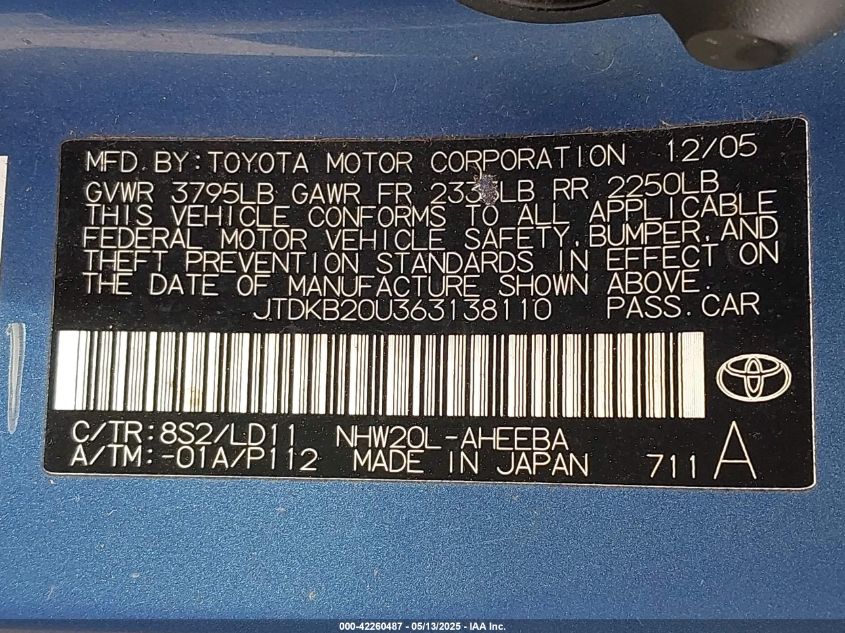 MFD. BY: TOYOTA MOTOR CORPORATION 12/05
GVWR 3795LB GAWR FR 2335LB RR 2250LB
THIS VEHICLE CONFORMS TO ALL APPLICABLE
FEDERAL MOTOR VEHICLE SAFETY, BUMPER, AND
THEFT PREVENTION STANDARDS IN EFFECT ON
THE DATE OF MANUFACTURE SHOWN ABOVE.
JTDKB20U363138110 PASS. CAR
C/TR: 8S2/LD11 NHW20L-AHEEBA
A/TM: -01A/P112 MADE IN JAPAN 711 A
000-42260487 - 05/13/2025 - IAA Inc.